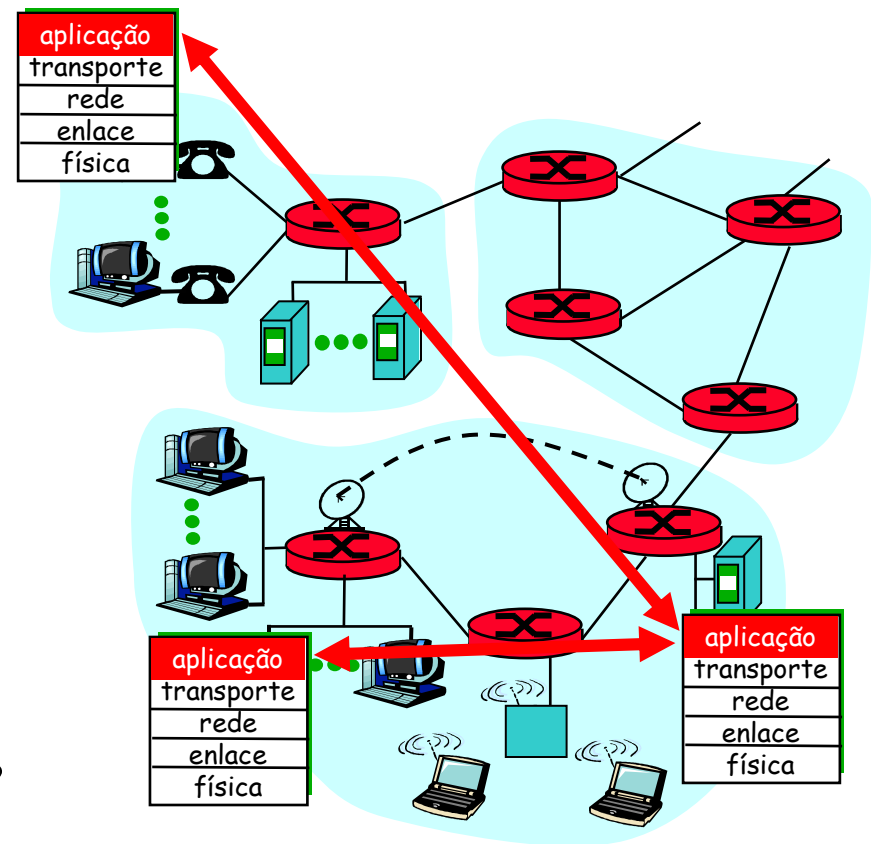 aplicação
transporte
rede
enlace
física
aplicação
transporte
rede
enlace
física
aplicação
transporte
rede
enlace
física